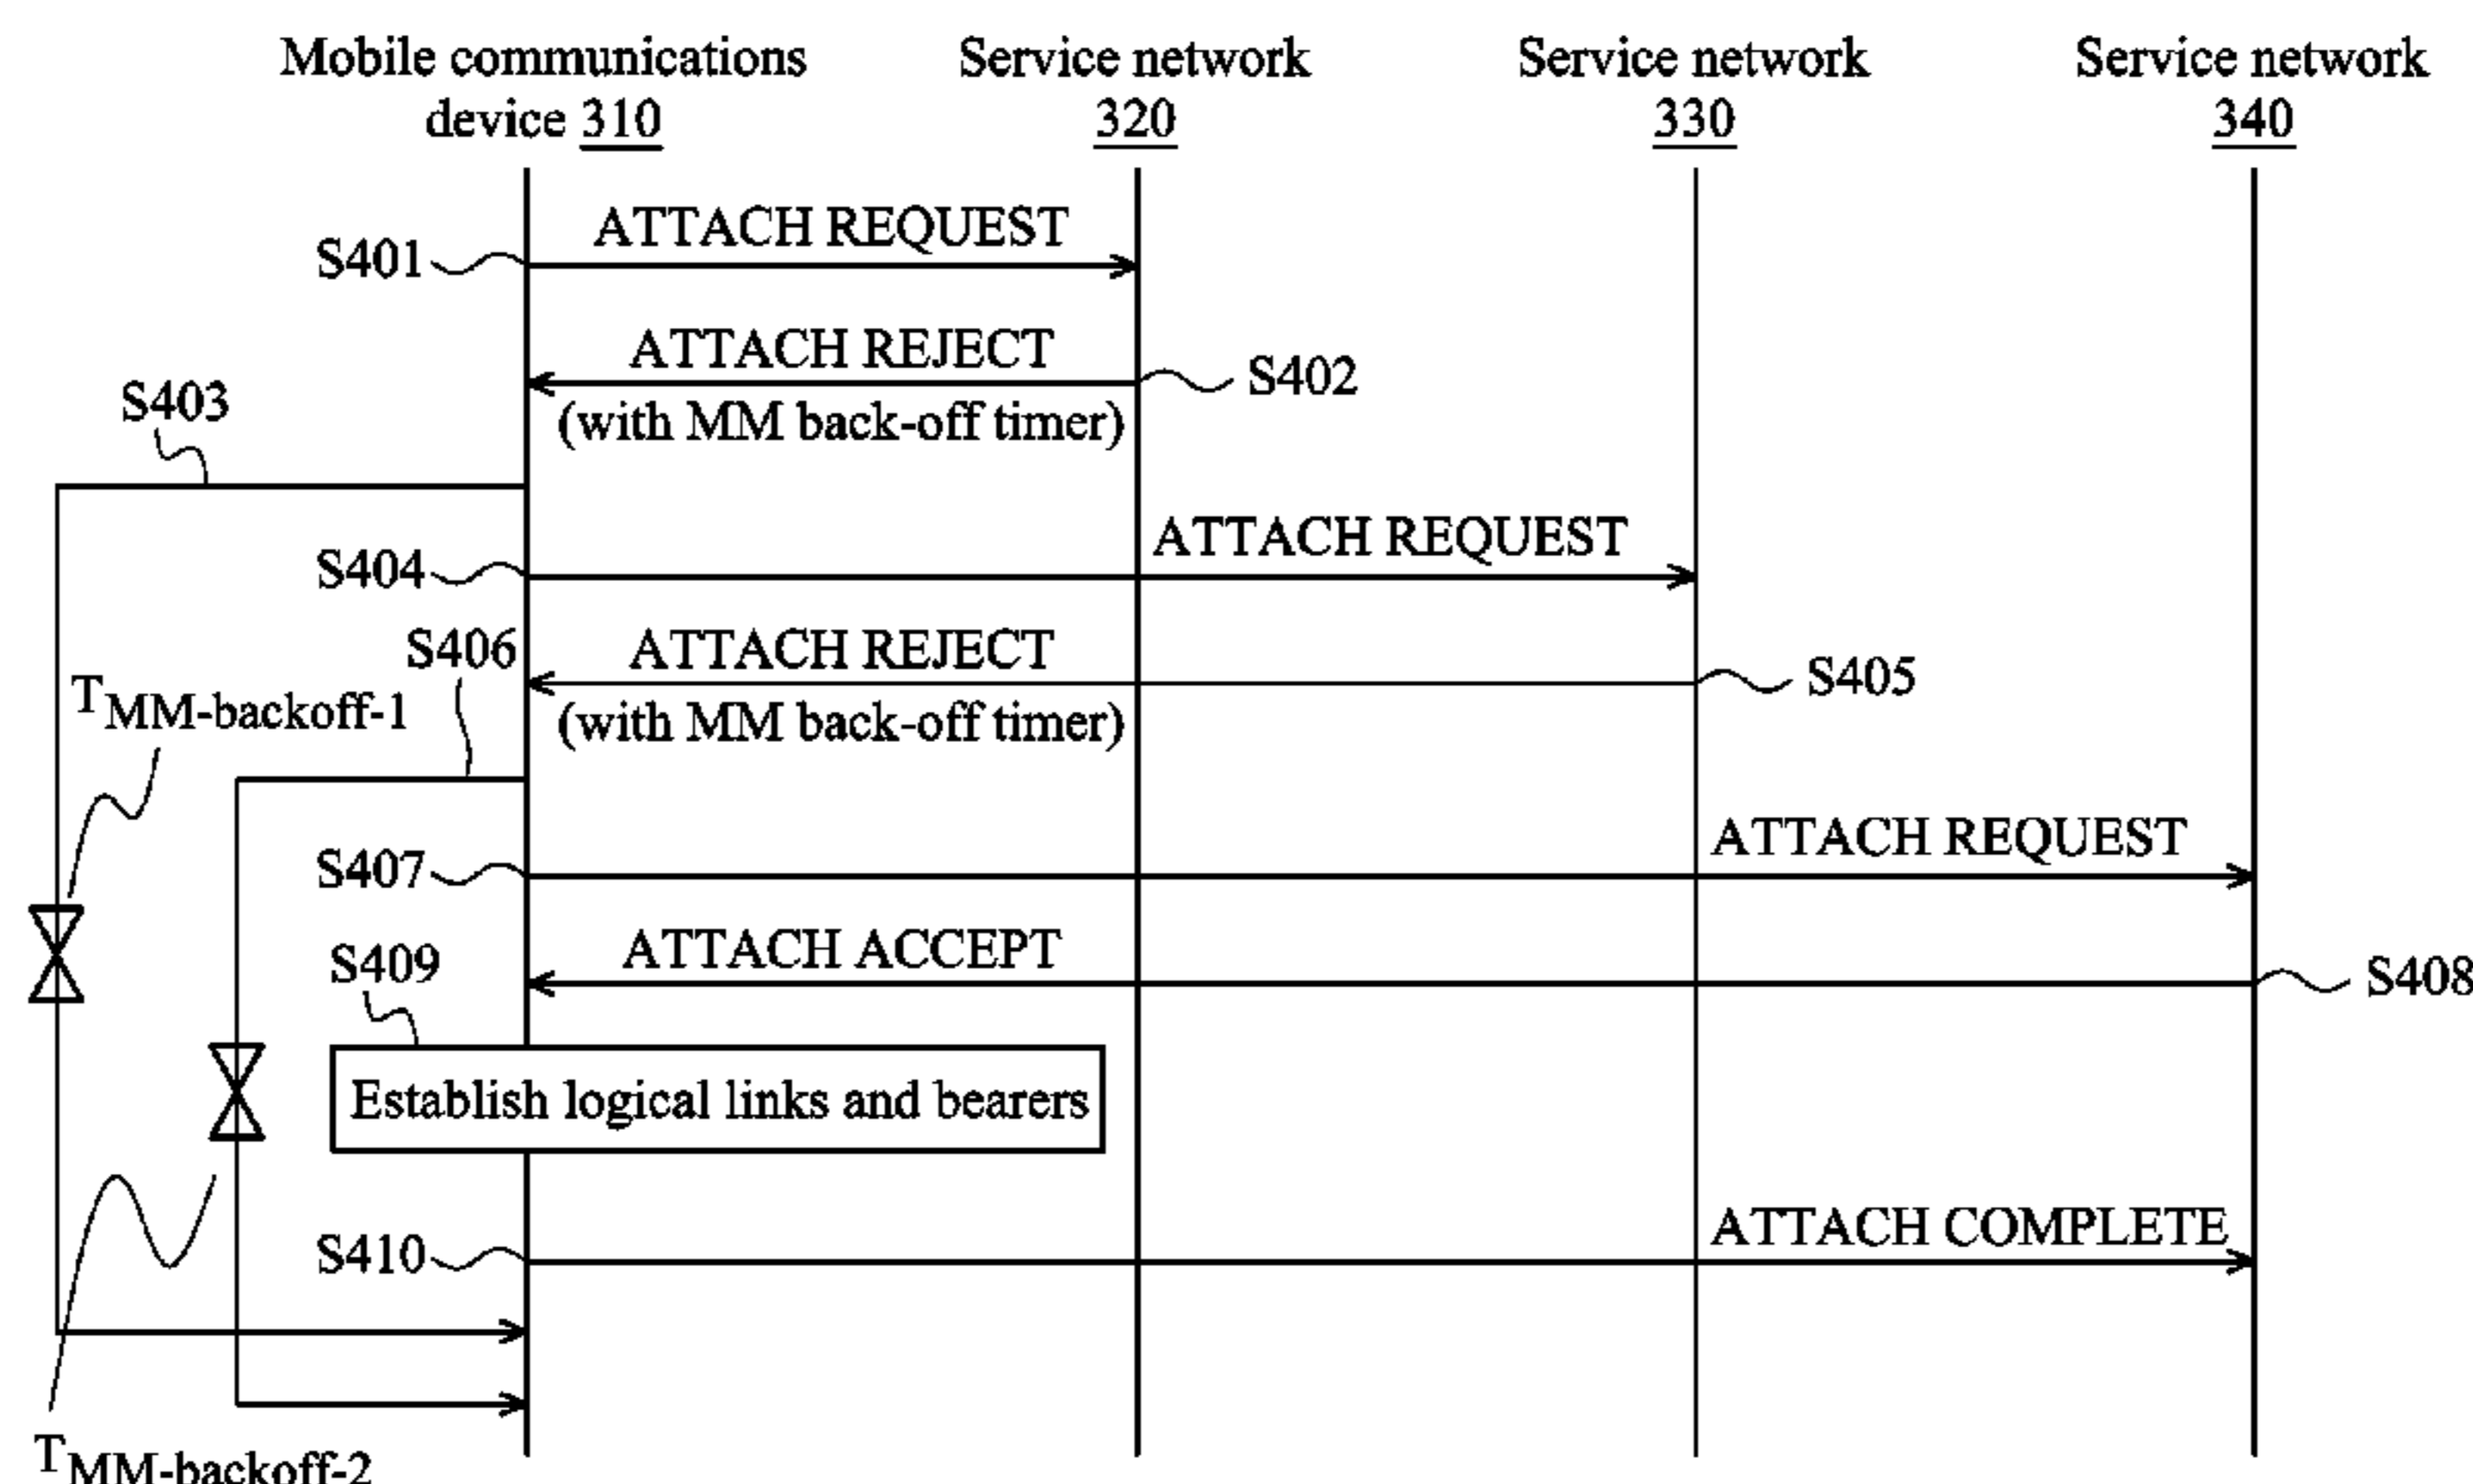 Mobile communications
device 310
Service network
320
Service network
330
Service network
340
ATTACH REQUEST
S401
ATTACH REJECT
S402
(with MM back-off timer)
S403
ATTACH REQUEST
S404
S406
ATTACH REJECT
S405
(with MM back-off timer)
TMM-backoff-1
ATTACH REQUEST
S407
ATTACH ACCEPT
S408
S409
Establish logical links and bearers
ATTACH COMPLETE
S410
TMM-backoff-2